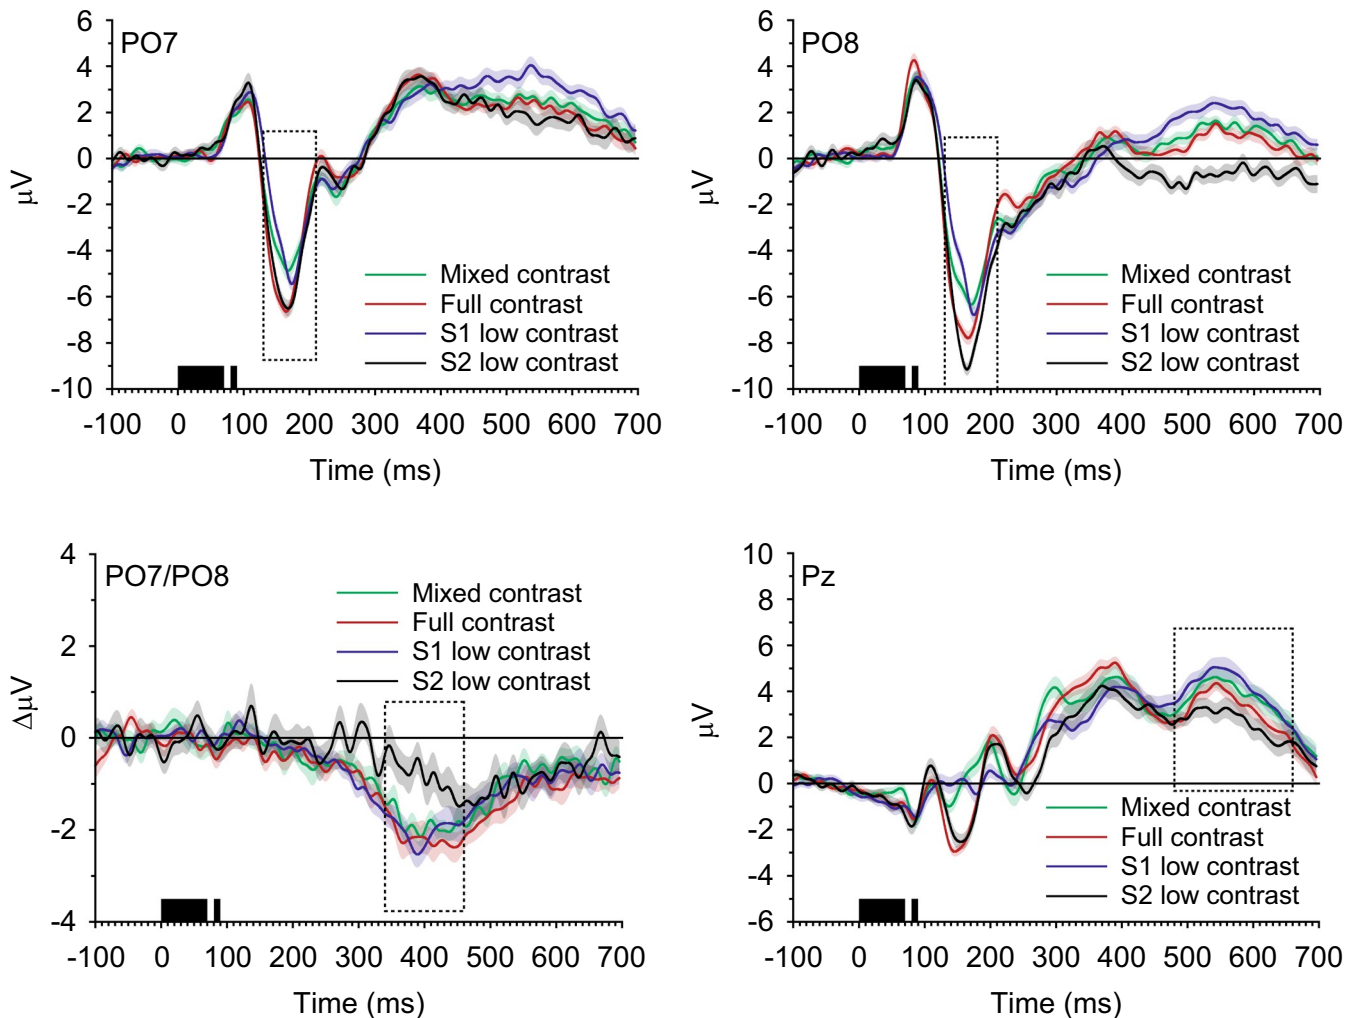 PO7
6
4
2
0
-2
-4
-6
-8
-10
μV
Mixed contrast
Full contrast
S1 low contrast
S2 low contrast
-100 0 100 200 300 400 500 600 700
Time (ms)
PO8
6
4
2
0
-2
-4
-6
-8
-10
μV
Mixed contrast
Full contrast
S1 low contrast
S2 low contrast
-100 0 100 200 300 400 500 600 700
Time (ms)
PO7/PO8
4
2
0
-2
-4
ΔμV
Mixed contrast
Full contrast
S1 low contrast
S2 low contrast
-100 0 100 200 300 400 500 600 700
Time (ms)
Pz
10
8
6
4
2
0
-2
-4
-6
μV
Mixed contrast
Full contrast
S1 low contrast
S2 low contrast
-100 0 100 200 300 400 500 600 700
Time (ms)